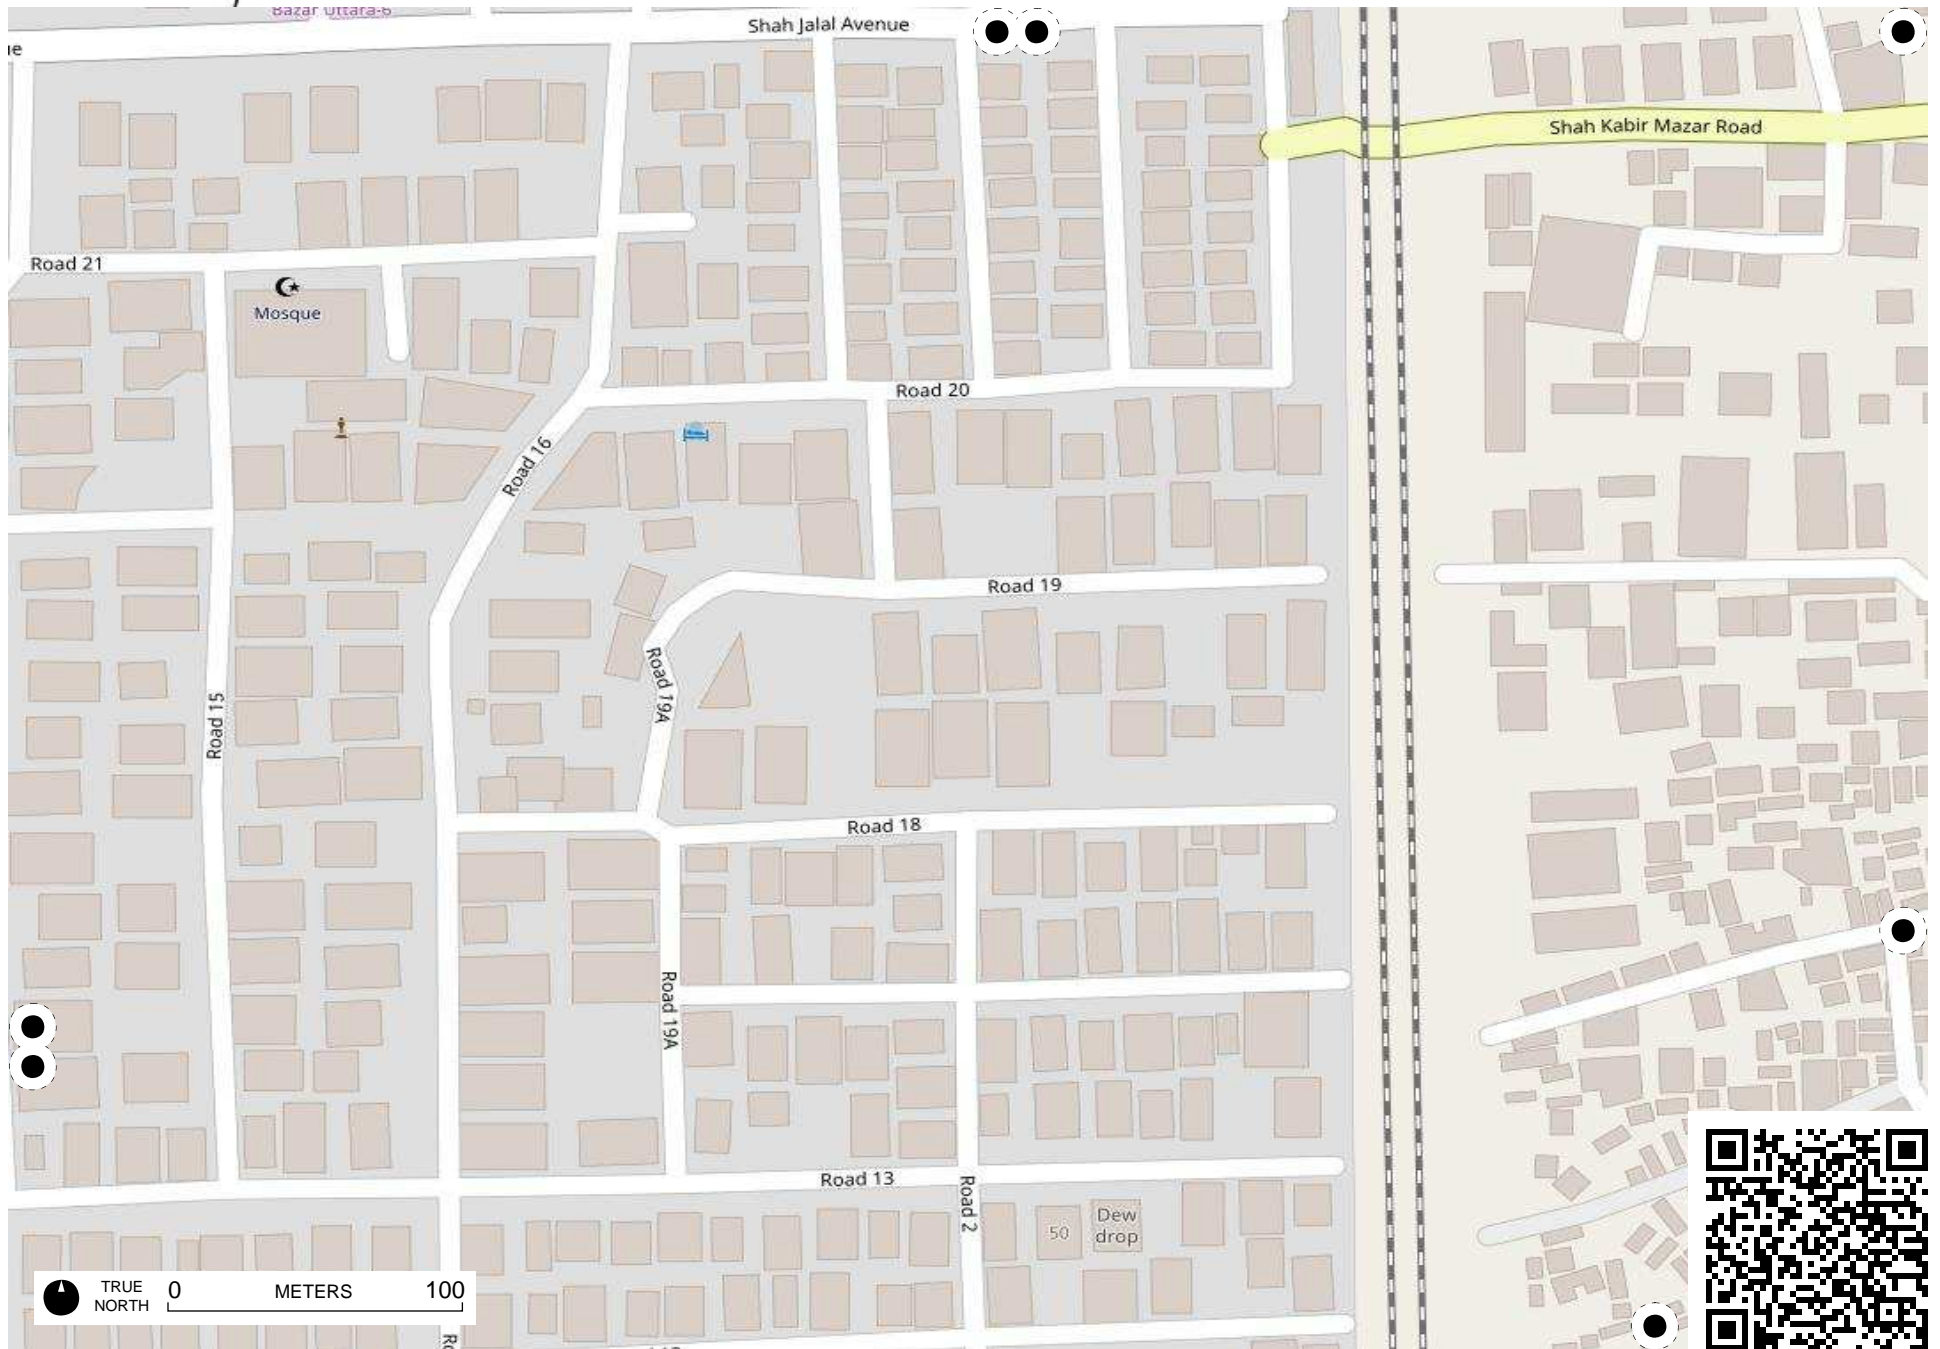 Bazar Uttara-6
Shah Jalal Avenue
ue
Shah Kabir Mazar Road
Road 21
Mosque
Road 20
Road 16
Road 19
Road 19A
Road 15
Road 18
Road 19A
Road 13
Road 2
50
Dew
drop
TRUE
NORTH
0
METERS
100